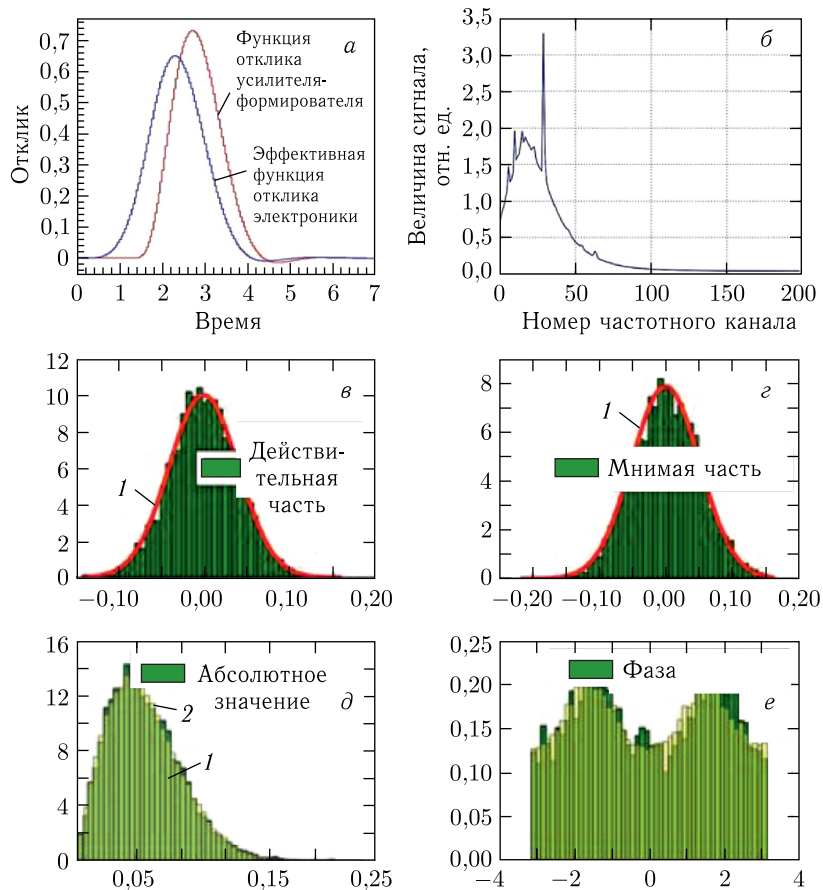 0,7
0,6
0,5
0,4
0,3
0,2
0,1
0
Отклик
0 1 2 3 4 5 6 7
Время
а
Функция
отклика
усилителя-
формирователя
Эффективная
функция
отклика
электроники
3,5
3,0
2,5
2,0
1,5
1,0
0,5
0,0
Величина сигнала,
отн. ед.
0 50 100 150 200
Номер частотного канала
б
12
10
8
6
4
2
0
−0,10 0,00 0,10 0,20
в
1
Действи-
тельная
часть
8
6
4
2
0
−0,20 −0,10 0,00 0,10 0,20
г
1
Мнимая часть
16
12
8
4
0
0,05 0,15 0,25
Абсолютное
значение
д
2
1
0,25
0,20
0,15
0,10
0,05
0,00
−4 −2 0 2 4
Фаза
е